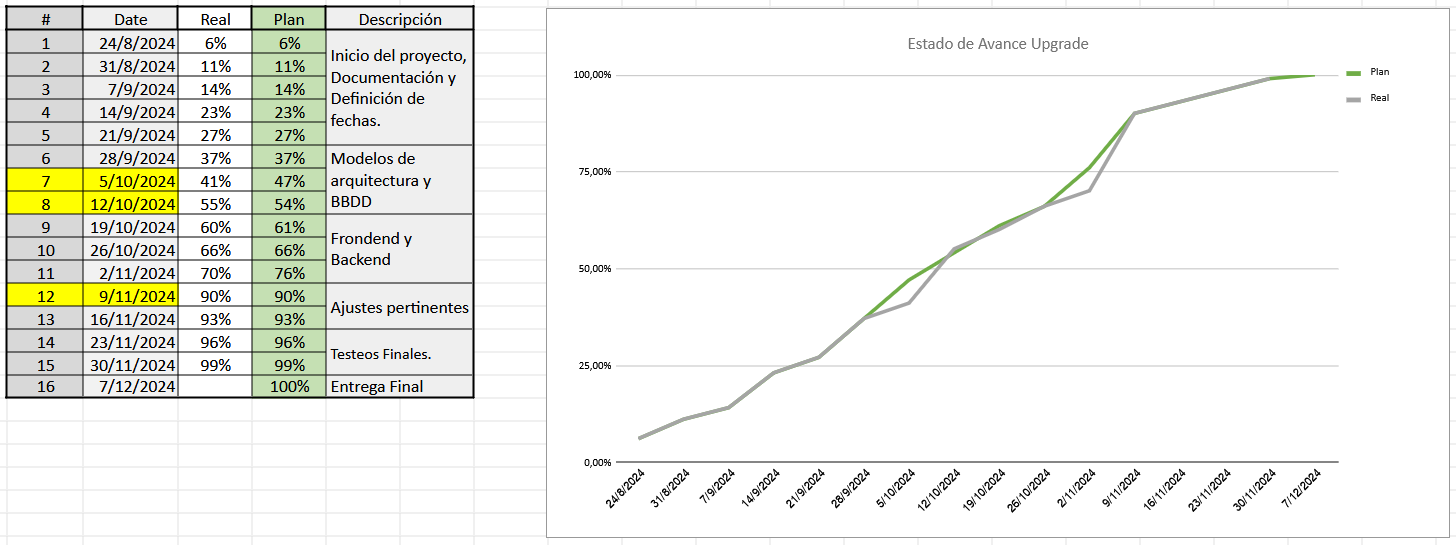 # Date Real Plan Descripción
1 24/8/2024 6% 6%
Inicio del proyecto,
2 31/8/2024 11% 11%
Documentación y
3 7/9/2024 14% 14%
Definición de
4 14/9/2024 23% 23%
fechas.
5 21/9/2024 27% 27%
6 28/9/2024 37% 37% Modelos de
7 5/10/2024 41% 47% arquitectura y
8 12/10/2024 55% 54% BBDD
9 19/10/2024 60% 61%
Frondend y
10 26/10/2024 66% 66%
Backend
11 2/11/2024 70% 76%
12 9/11/2024 90% 90%
Ajustes pertinentes
13 16/11/2024 93% 93%
14 23/11/2024 96% 96%
Testeos Finales.
15 30/11/2024 99% 99%
16 7/12/2024 100% Entrega Final
Estado de Avance Upgrade
100,00%
75,00%
50,00%
25,00%
0,00%
24/8/2024
31/8/2024
7/9/2024
14/9/2024
21/9/2024
28/9/2024
5/10/2024
12/10/2024
19/10/2024
26/10/2024
2/11/2024
9/11/2024
16/11/2024
23/11/2024
30/11/2024
7/12/2024
Plan
Real